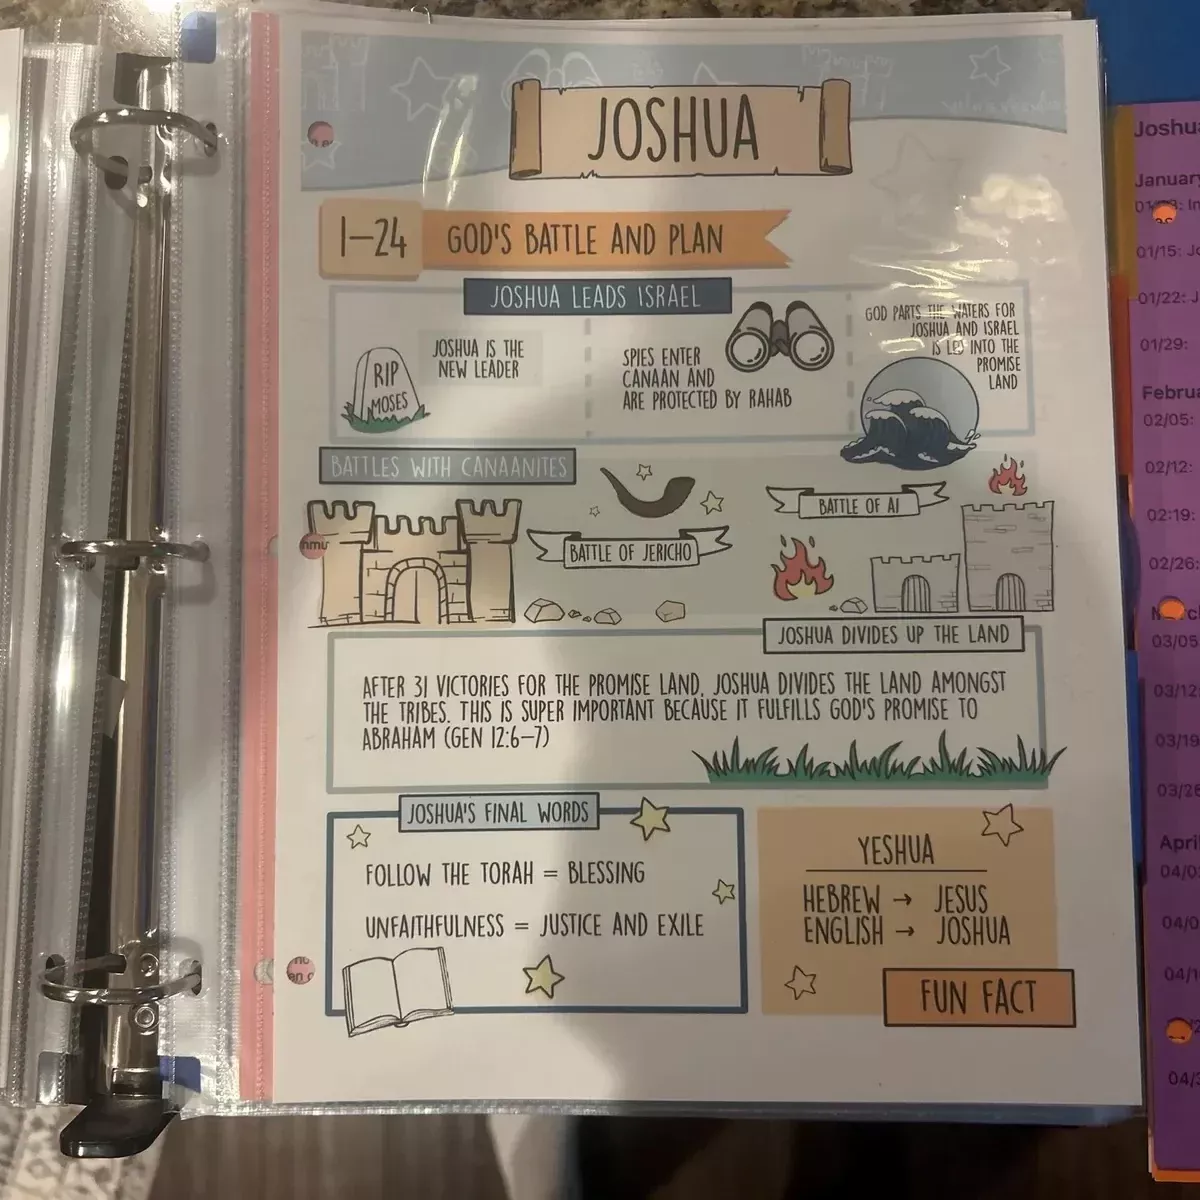 JOSHUA
1-24
GOD'S BATTLE AND PLAN
JOSHUA LEADS ISRAEL
RIP
MOSES
JOSHUA IS THE
NEW LEADER
SPIES ENTER
CANAAN AND
ARE PROTECTED BY RAHAB
GOD PARTS THE WATERS FOR
JOSHUA AND ISRAEL
IS LED INTO THE
PROMISE
LAND
BATTLES WITH CANAANITES
BATTLE OF JERICHO
BATTLE OF AI
JOSHUA DIVIDES UP THE LAND
AFTER 31 VICTORIES FOR THE PROMISE LAND, JOSHUA DIVIDES THE LAND AMONGST
THE TRIBES. THIS IS SUPER IMPORTANT BECAUSE IT FULFILLS GOD'S PROMISE TO
ABRAHAM (GEN 12:6-7)
JOSHUA'S FINAL WORDS
FOLLOW THE TORAH = BLESSING
UNFAITHFULNESS = JUSTICE AND EXILE
YESHUA
HEBREW → JESUS
ENGLISH → JOSHUA
FUN FACT
Joshua
January
01/15:
01/22:
01/29:
02/05:
02/12:
02/19:
02/26:
03/05
03/12
03/19
03/26
April